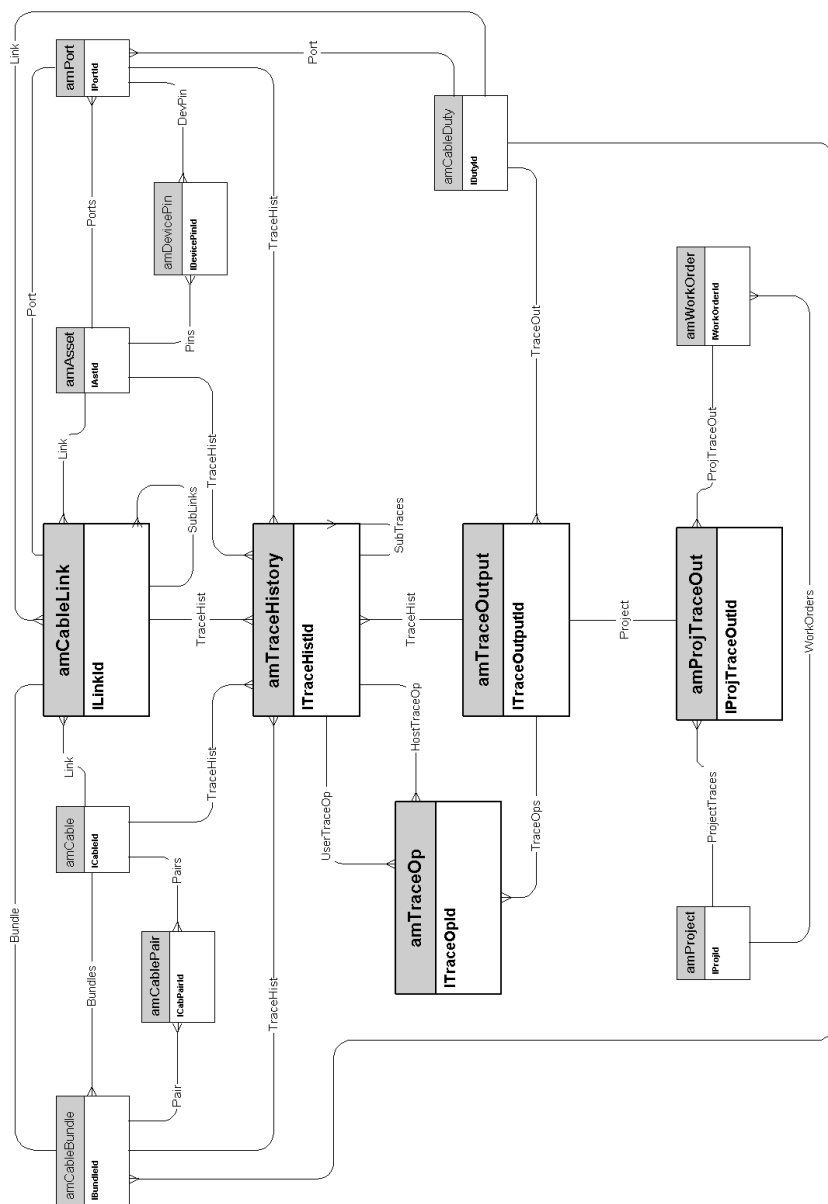 amCableBundle
lBundleId
amCablePair
lCabPairId
amCable
lCableId
amCableLink
lLinkId
amAsset
lAstId
amDevicePin
lDevicePinId
amPort
lPortId
Bundle
Link
Port
Link
Link
SubLinks
Bundles
Pair
Pairs
Ports
Pins
DevPin
TraceHist
TraceHist
TraceHist
TraceHist
TraceHist
amTraceHistory
lTraceHistId
SubTraces
Port
amCableDuty
lDutyId
UserTraceOp
HostTraceOp
TraceHist
amTraceOp
lTraceOpId
amTraceOutput
lTraceOutputId
TraceOps
TraceOut
Project
amProject
lProjId
ProjectTraces
amProjTraceOut
lProjTraceOutId
ProjTraceOut
amWorkOrder
lWorkOrderId
WorkOrders